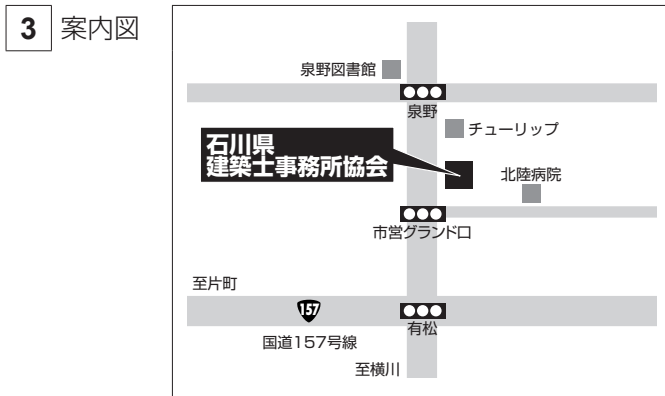 3 案内図
泉野図書館
泉野
チューリップ
石川県
建築士事務所協会
北陸病院
市営グランド口
至片町
157
国道157号線
有松
至横川